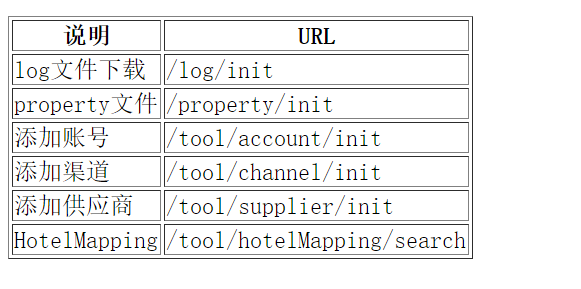 说明 URL
log文件下载 /log/init
property文件 /property/init
添加账号 /tool/account/init
添加渠道 /tool/channel/init
添加供应商 /tool/supplier/init
HotelMapping /tool/hotelMapping/search